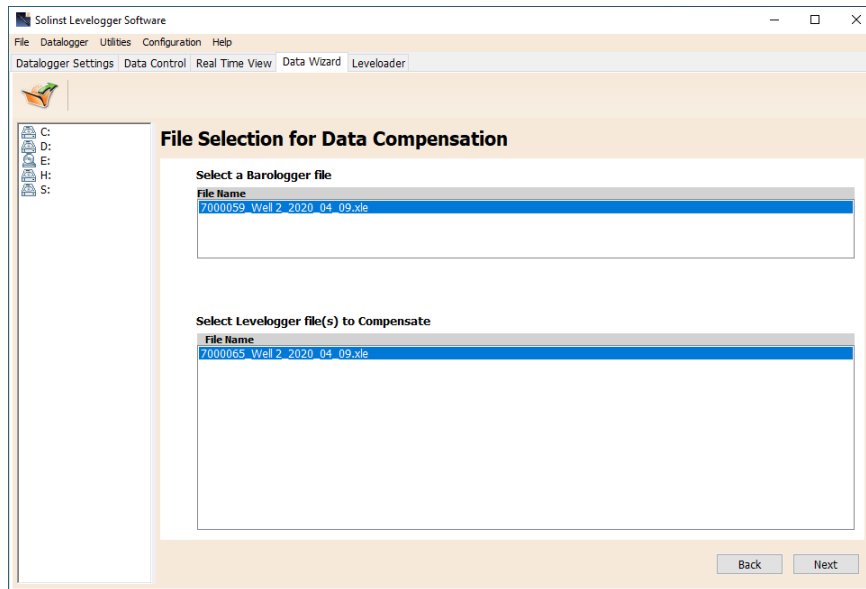 Solinst Levelogger Software
File Datalogger Utilities Configuration Help
Datalogger Settings Data Control Real Time View Data Wizard Leveloader
C:
D:
E:
H:
S:
File Selection for Data Compensation
Select a Barologger file
File Name
7000059_Well 2_2020_04_09.xle
Select Levelogger file(s) to Compensate
File Name
7000065_Well 2_2020_04_09.xle
Back Next